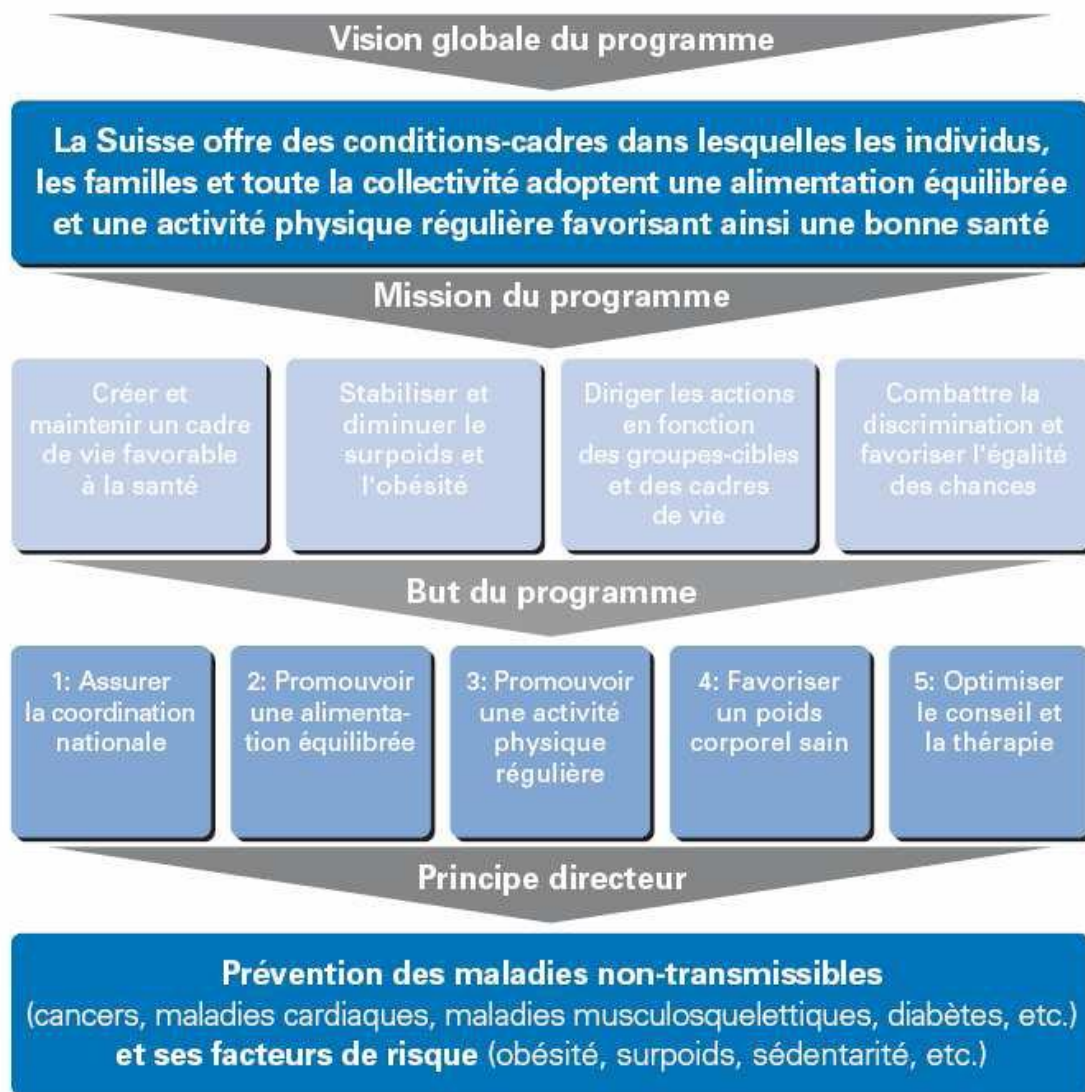 Vision globale du programme
La Suisse offre des conditions-cadres dans lesquelles les individus,
les familles et toute la collectivité adoptent une alimentation équilibrée
et une activité physique régulière favorisant ainsi une bonne santé
Mission du programme
Créer et
maintenir un cadre
de vie favorable
à la santé
Stabiliser et
diminuer le
surpoids et
l'obésité
Diriger les actions
en fonction
des groupes-cibles
et des cadres
de vie
Combattre la
discrimination et
favoriser l'égalité
des chances
But du programme
1: Assurer
la coordination
nationale
2: Promouvoir
une alimenta-
tion équilibrée
3: Promouvoir
une activité
physique
régulière
4: Favoriser
un poids
corporel sain
5: Optimiser
le conseil et
la thérapie
Principe directeur
Prévention des maladies non-transmissibles
(cancers, maladies cardiaques, maladies musculosquelettiques, diabètes, etc.)
et ses facteurs de risque (obésité, surpoids, sédentarité, etc.)